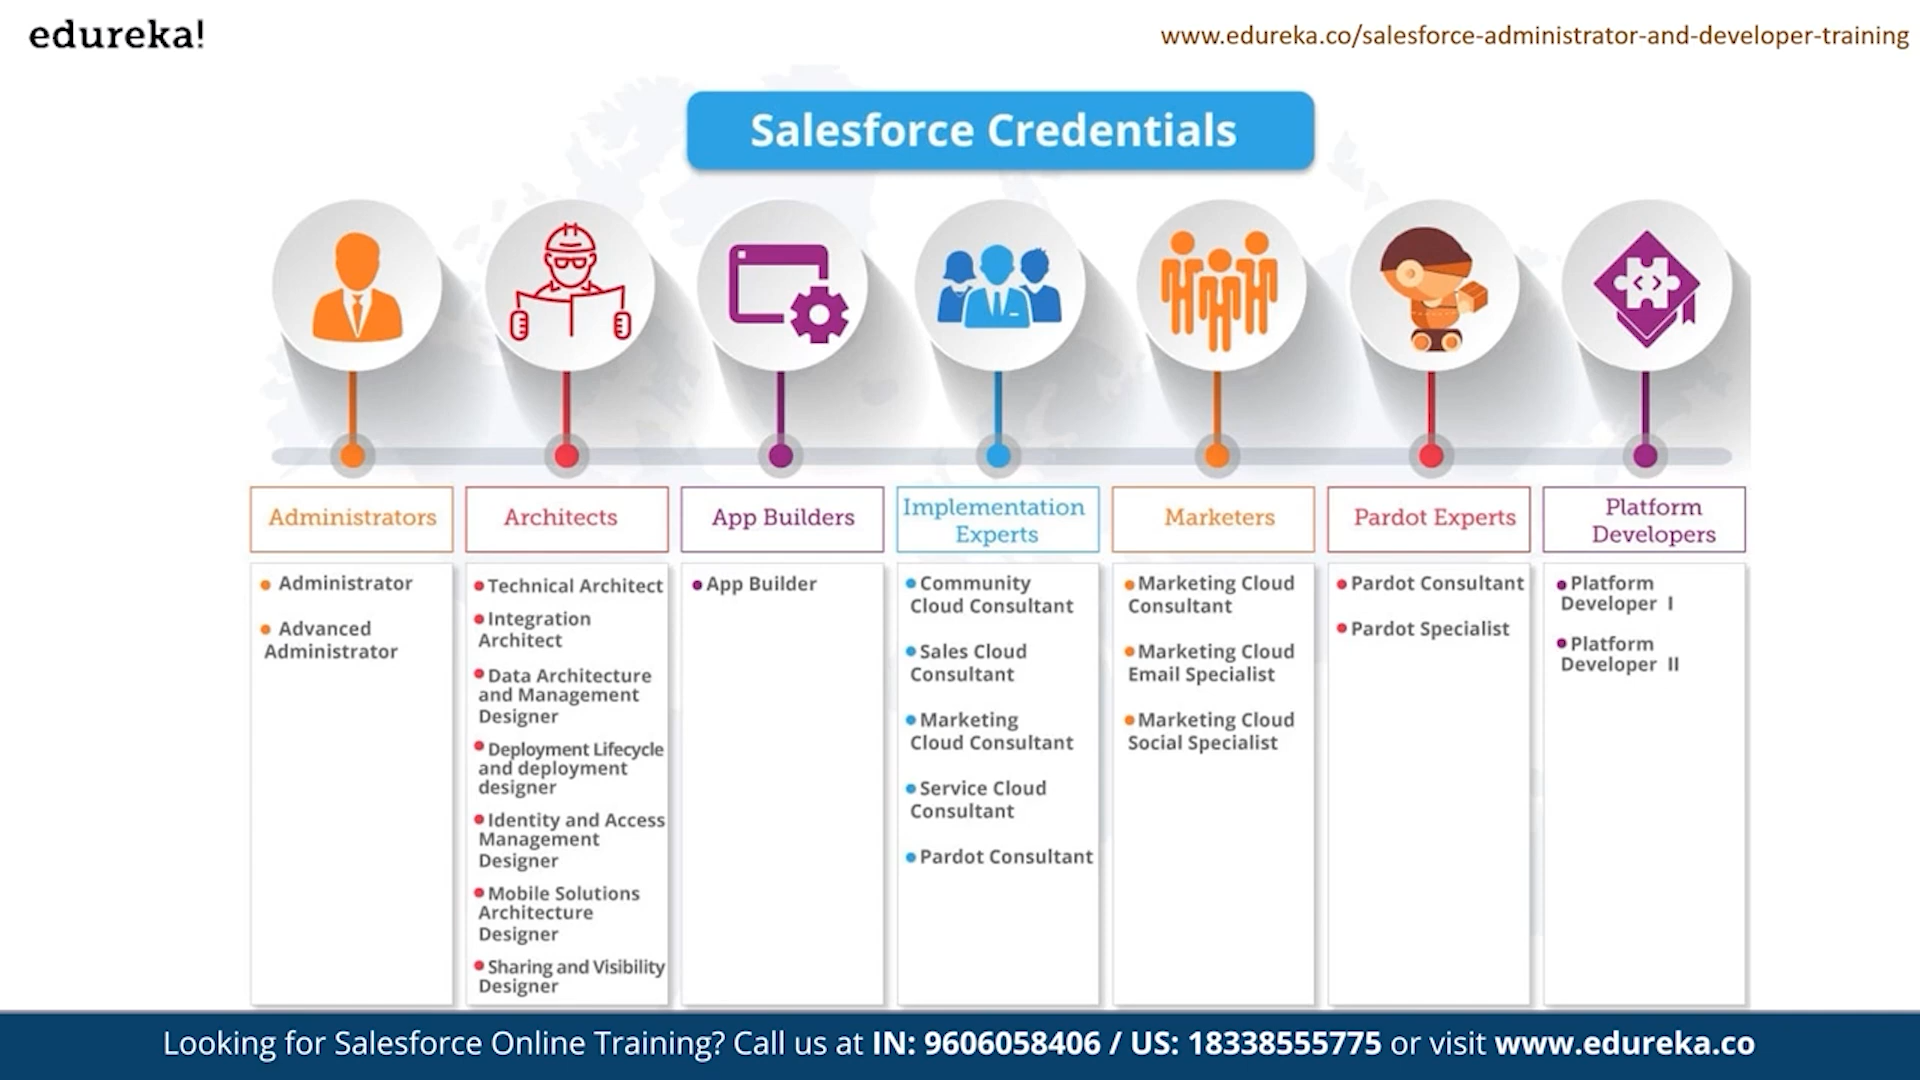 edureka!
www.edureka.co/salesforce-administrator-and-developer-training
Salesforce Credentials
Administrators
Administrator
Advanced
Administrator
Architects
Technical Architect
Integration
Architect
Data Architecture
and Management
Designer
Deployment Lifecycle
and deployment
designer
Identity and Access
Management
Designer
Mobile Solutions
Architecture
Designer
Sharing and Visibility
Designer
App Builders
App Builder
Implementation
Experts
Community
Cloud Consultant
Sales Cloud
Consultant
Marketing
Cloud Consultant
Service Cloud
Consultant
Pardot Consultant
Marketers
Marketing Cloud
Consultant
Marketing Cloud
Email Specialist
Marketing Cloud
Social Specialist
Pardot Experts
Pardot Consultant
Pardot Specialist
Platform
Developers
Platform
Developer I
Platform
Developer II
Looking for Salesforce Online Training? Call us at IN: 9606058406 / US: 18338555775 or visit www.edureka.co